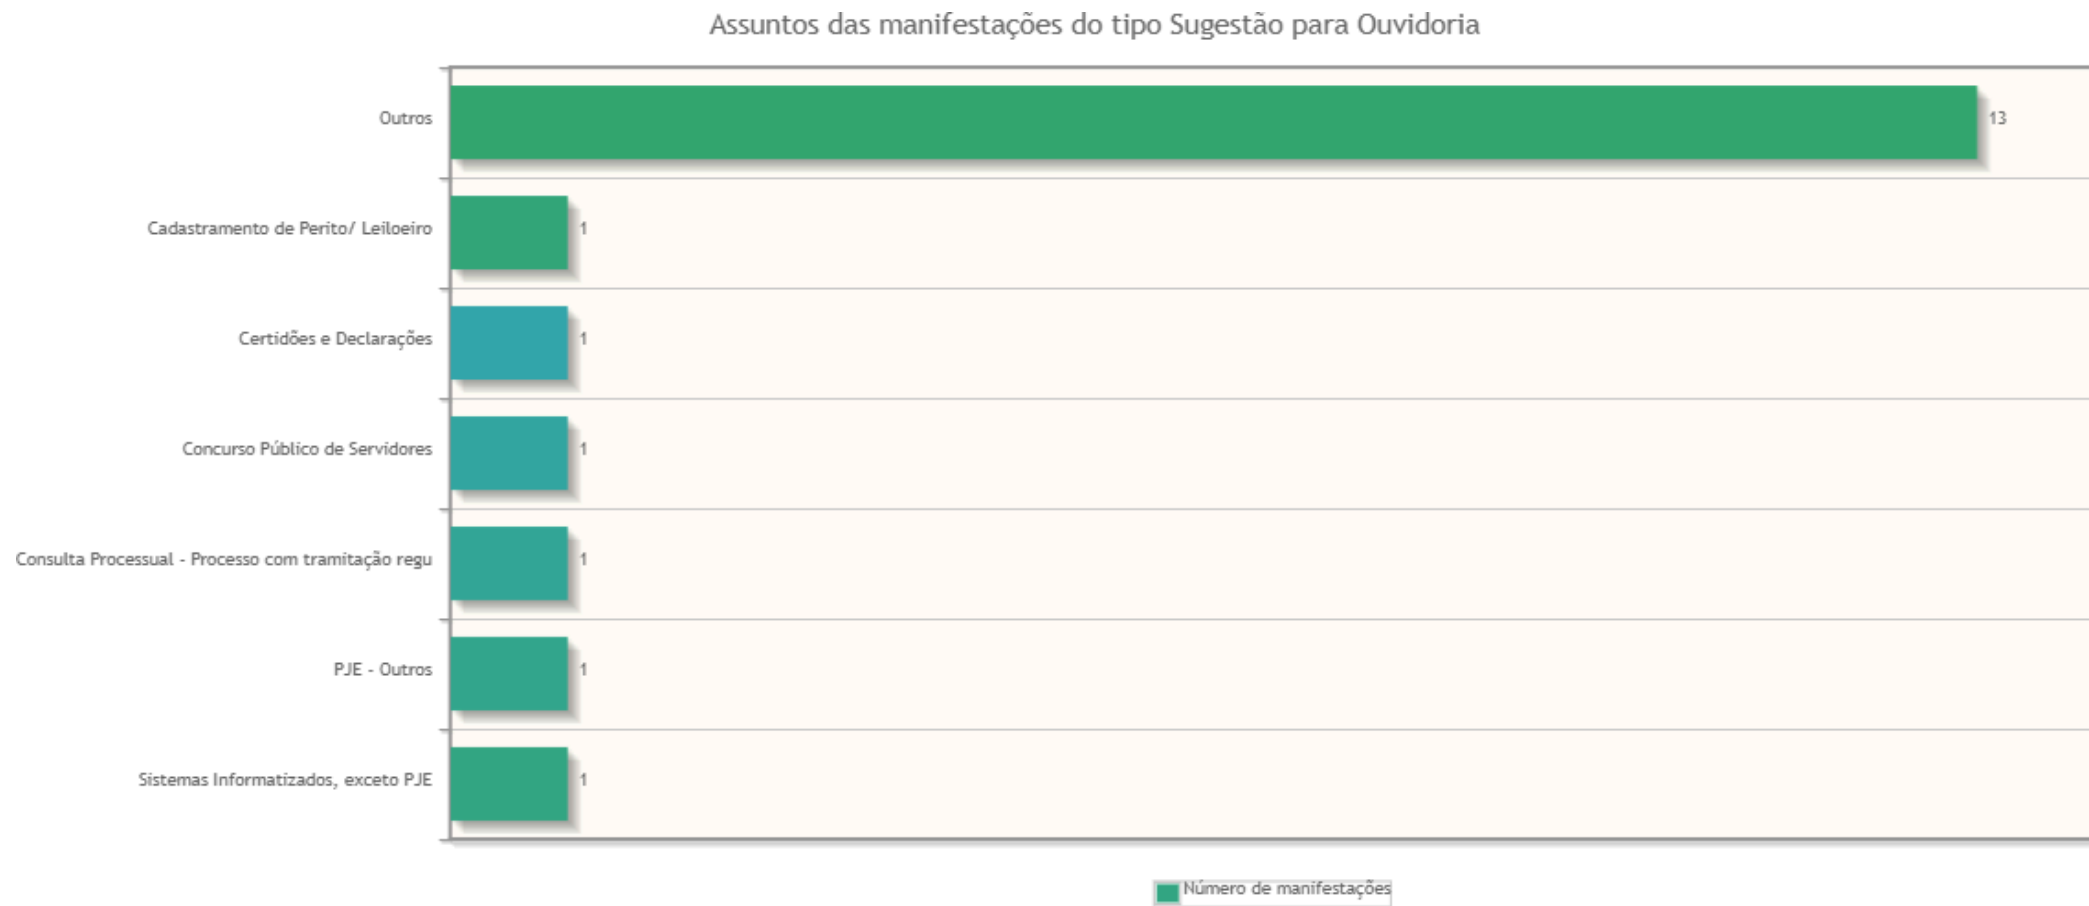 Assuntos das manifestações do tipo Sugestão para Ouvidoria
Outros
13
Cadastramento de Perito/ Leiloeiro
1
Certidões e Declarações
1
Concurso Público de Servidores
1
Consulta Processual - Processo com tramitação regu
1
PJE - Outros
1
Sistemas Informatizados, exceto PJE
1
Número de manifestações